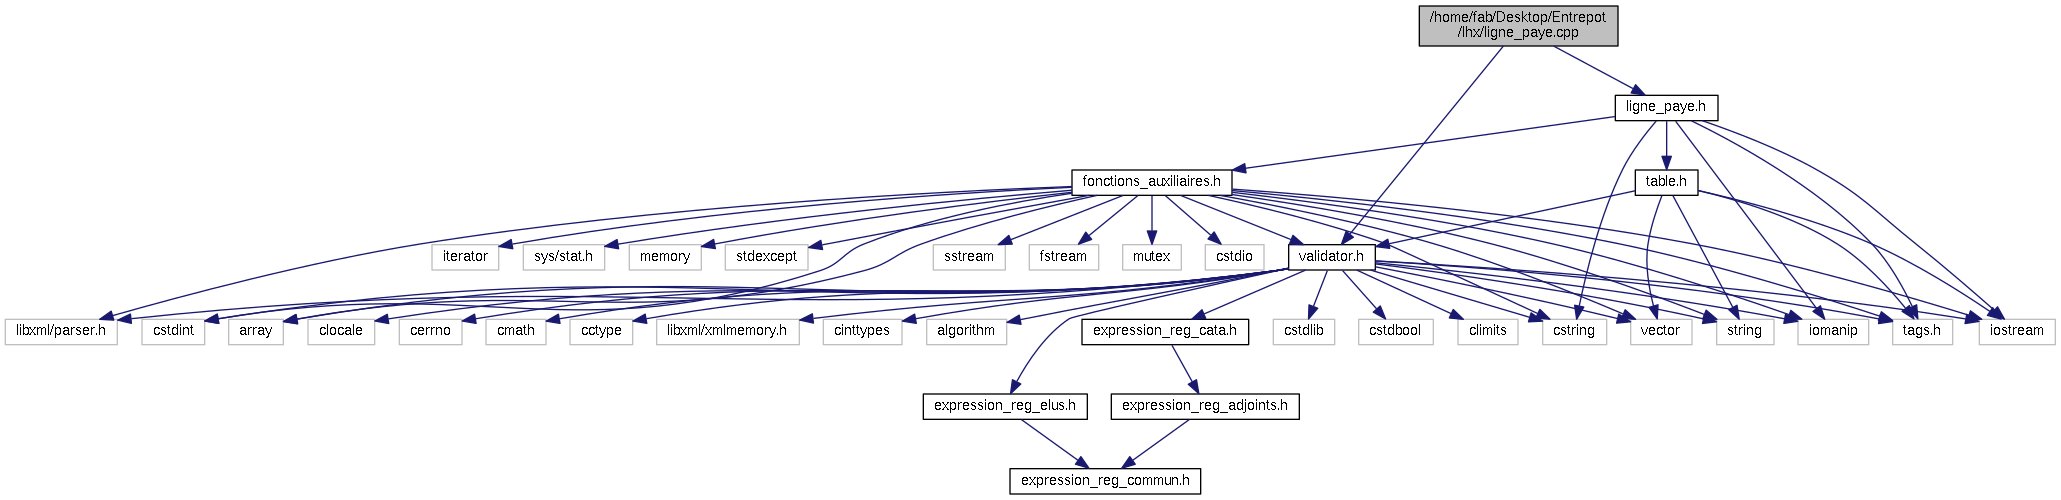 /home/fab/Desktop/Entrepot
/lhx/ligne_paye.cpp
ligne_paye.h
fonctions_auxiliaires.h
table.h
iterator
sys/stat.h
memory
stdexcept
sstream
fstream
mutex
cstdio
validator.h
libxml/parser.h
cstdint
array
clocale
cerrno
cmath
cctype
libxml/xmlmemory.h
cinttypes
algorithm
expression_reg_cata.h
cstdlib
cstdbool
climits
cstring
vector
string
iomanip
tags.h
iostream
expression_reg_elus.h
expression_reg_adjoints.h
expression_reg_commun.h